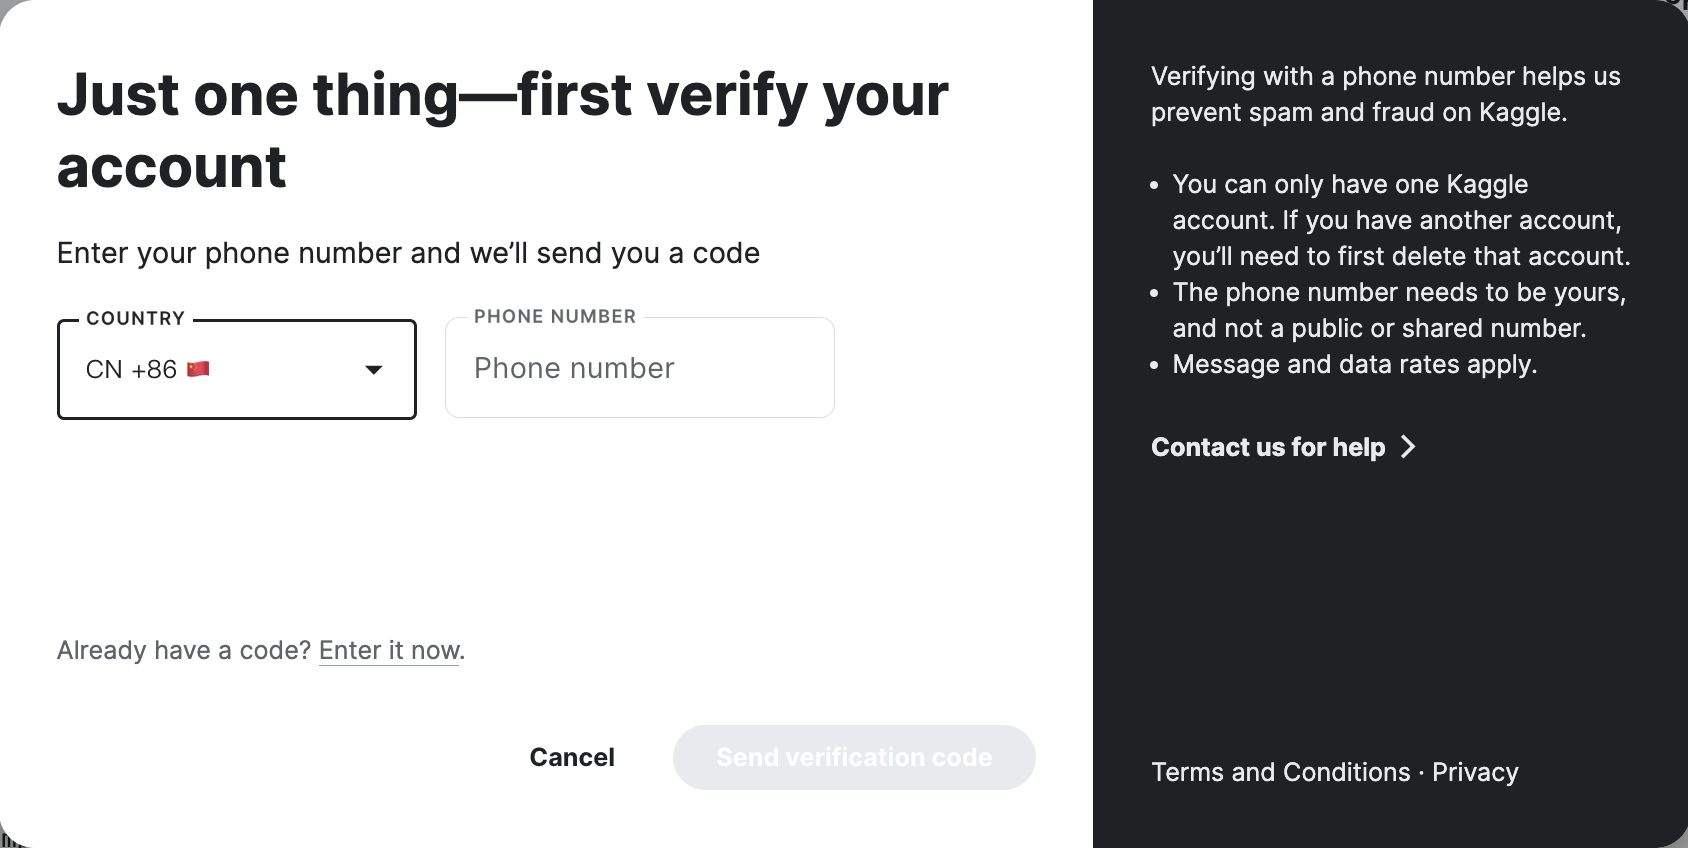 Just one thing—first verify your
account
Enter your phone number and we’ll send you a code
COUNTRY
CN +86 🇨🇳
PHONE NUMBER
Phone number
Already have a code? Enter it now.
Cancel
Send verification code
Verifying with a phone number helps us
prevent spam and fraud on Kaggle.
• You can only have one Kaggle
account. If you have another account,
you’ll need to first delete that account.
• The phone number needs to be yours,
and not a public or shared number.
• Message and data rates apply.
Contact us for help
Terms and Conditions · Privacy